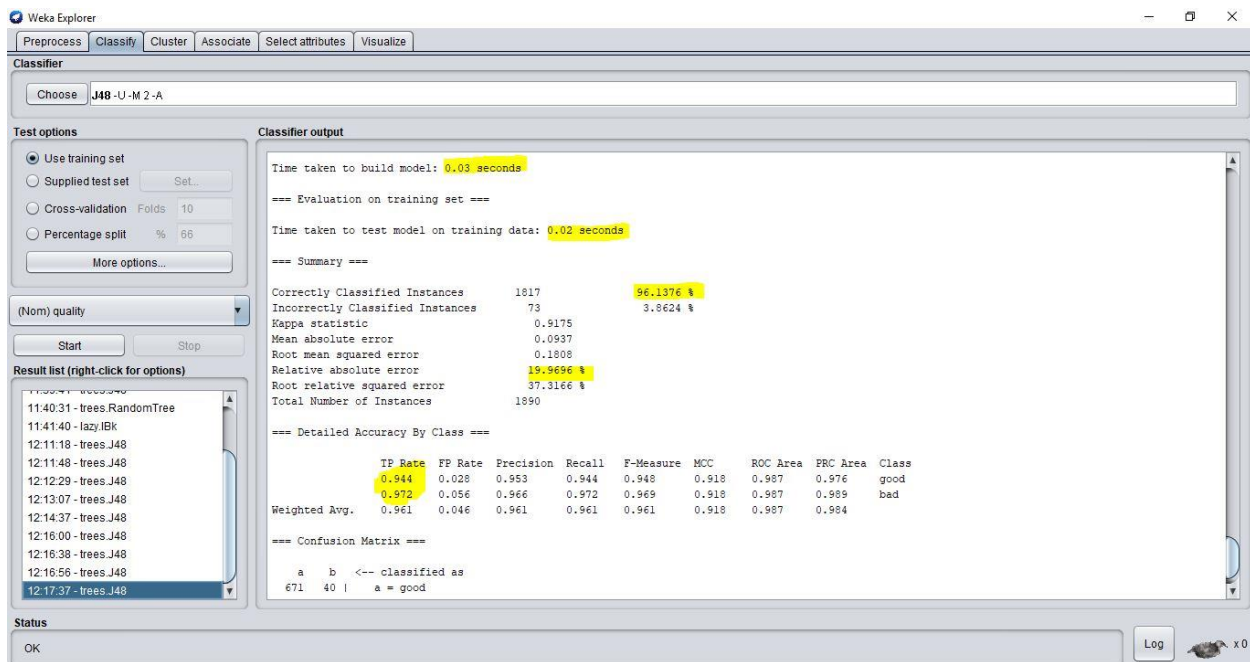 Weka Explorer
Preprocess Classify Cluster Associate Select attributes Visualize
Classifier
Choose J48 -U -M 2 -A
Test options
Use training set
Supplied test set Set...
Cross-validation Folds 10
Percentage split % 66
More options...
(Nom) quality
Start Stop
Result list (right-click for options)
11:40:31 - trees.RandomTree
11:41:40 - lazy.IBk
12:11:18 - trees.J48
12:11:48 - trees.J48
12:12:29 - trees.J48
12:13:07 - trees.J48
12:14:37 - trees.J48
12:16:00 - trees.J48
12:16:38 - trees.J48
12:16:56 - trees.J48
12:17:37 - trees.J48
Classifier output
Time taken to build model: 0.03 seconds
=== Evaluation on training set ===
Time taken to test model on training data: 0.02 seconds
=== Summary ===
Correctly Classified Instances 1817 96.1376 %
Incorrectly Classified Instances 73 3.8624 %
Kappa statistic 0.9175
Mean absolute error 0.0937
Root mean squared error 0.1808
Relative absolute error 19.9696 %
Root relative squared error 37.3166 %
Total Number of Instances 1890
=== Detailed Accuracy By Class ===
TP Rate FP Rate Precision Recall F-Measure MCC ROC Area PRC Area Class
0.944 0.028 0.953 0.944 0.948 0.918 0.987 0.976 good
0.972 0.056 0.966 0.972 0.969 0.918 0.987 0.989 bad
Weighted Avg. 0.961 0.046 0.961 0.961 0.961 0.918 0.987 0.984
=== Confusion Matrix ===
a b <-- classified as
671 40 | a = good
Status
OK
Log x 0